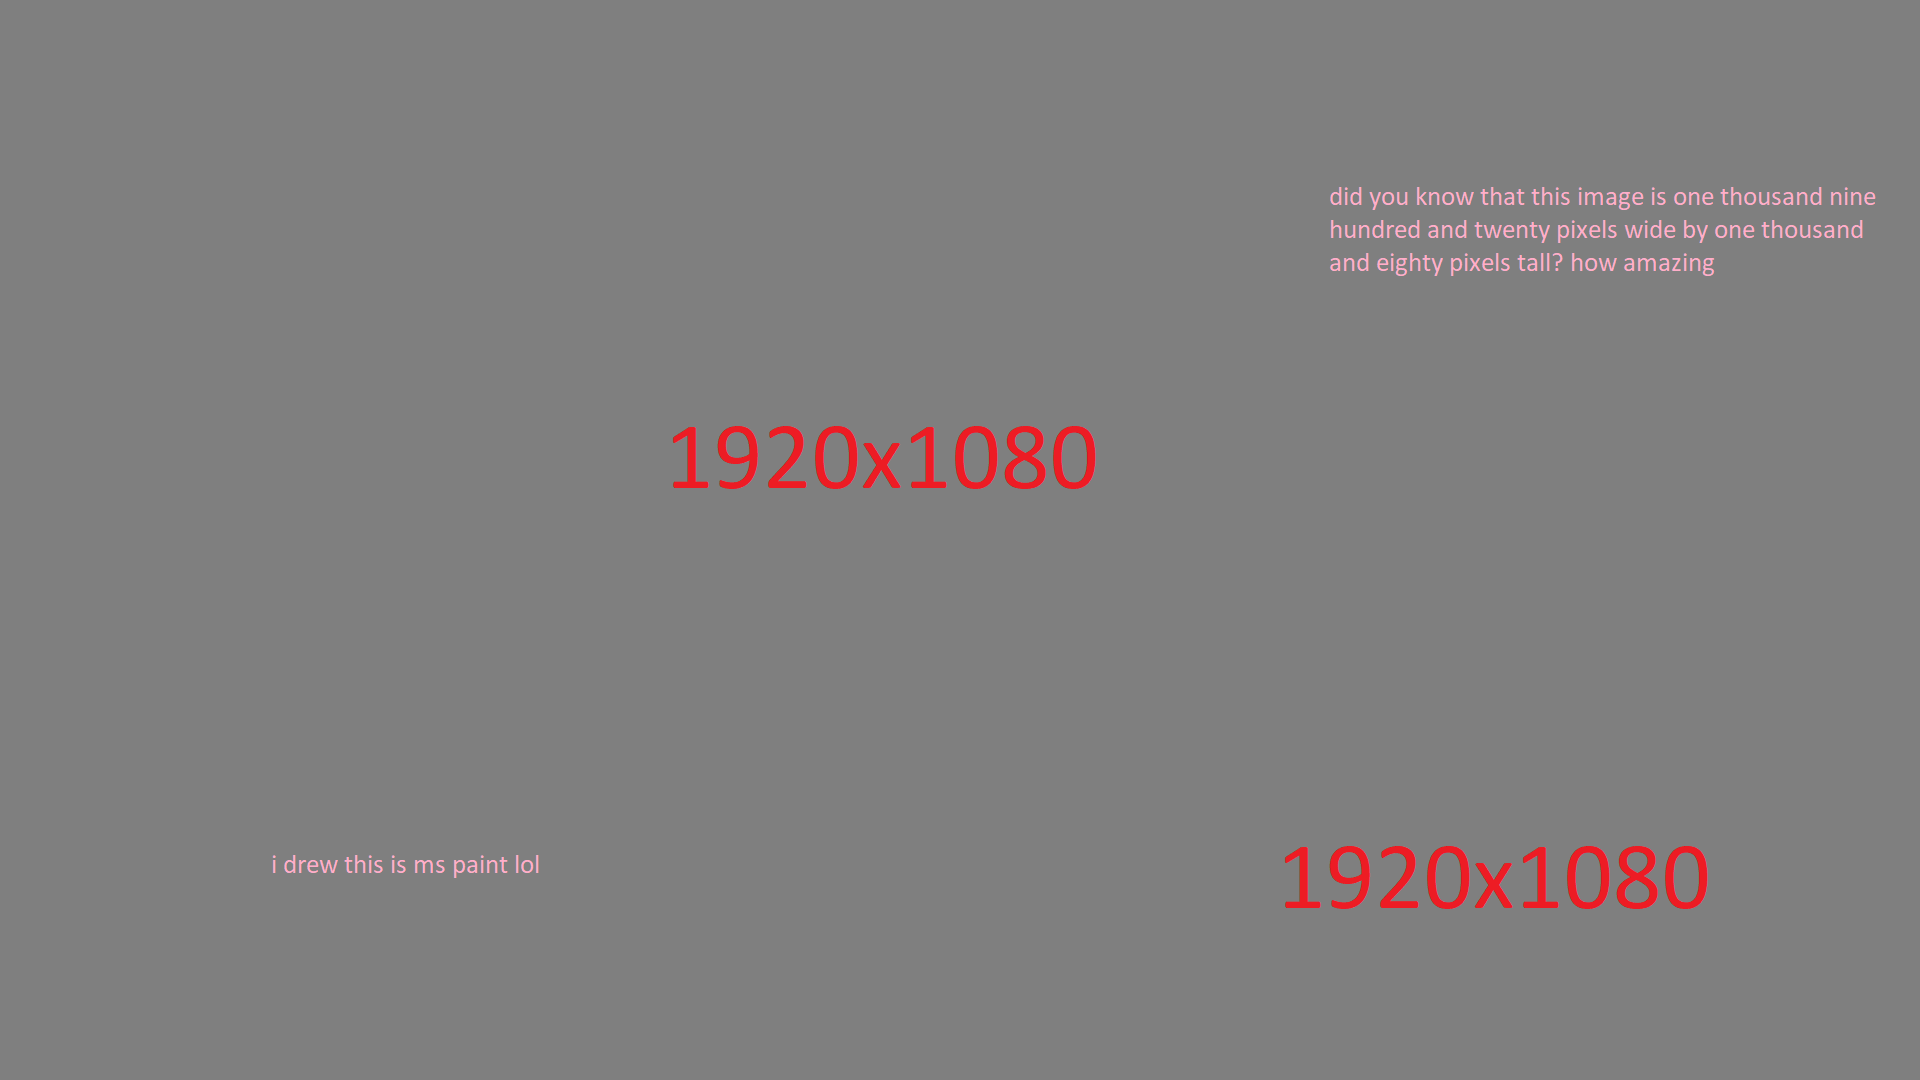 did you know that this image is one thousand nine
hundred and twenty pixels wide by one thousand
and eighty pixels tall? how amazing
1920x1080
i drew this is ms paint lol
1920x1080